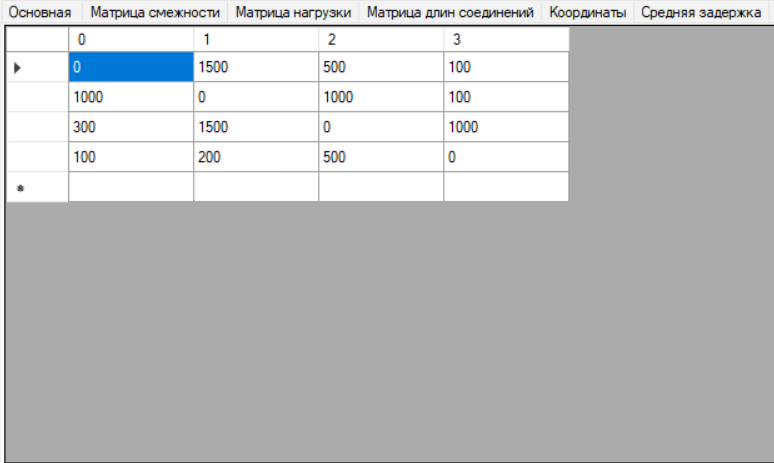 Основная Матрица смежности Матрица нагрузки Матрица длин соединений Координаты Средняя задержка
0 1 2 3
0 1500 500 100
1000 0 1000 100
300 1500 0 1000
100 200 500 0